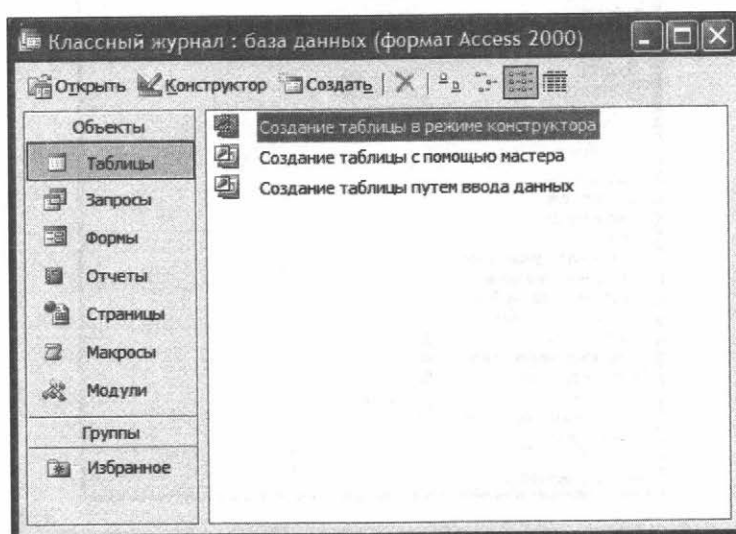 Классный журнал : база данных (формат Access 2000)
Открыть Конструктор Создать
Объекты
Таблицы
Запросы
Формы
Отчеты
Страницы
Макросы
Модули
Группы
Избранное
Создание таблицы в режиме конструктора
Создание таблицы с помощью мастера
Создание таблицы путем ввода данных